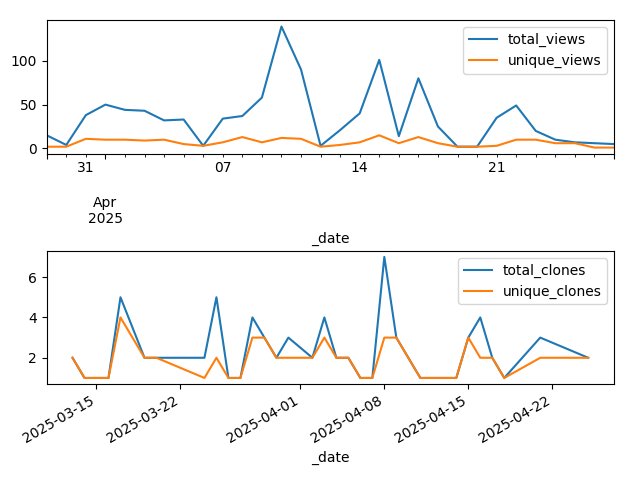 total_views
unique_views
100
50
0
31
07
14
21
Apr
2025
_date
total_clones
unique_clones
6
4
2
2025-03-15
2025-03-22
2025-04-01
2025-04-08
2025-04-15
2025-04-22
_date